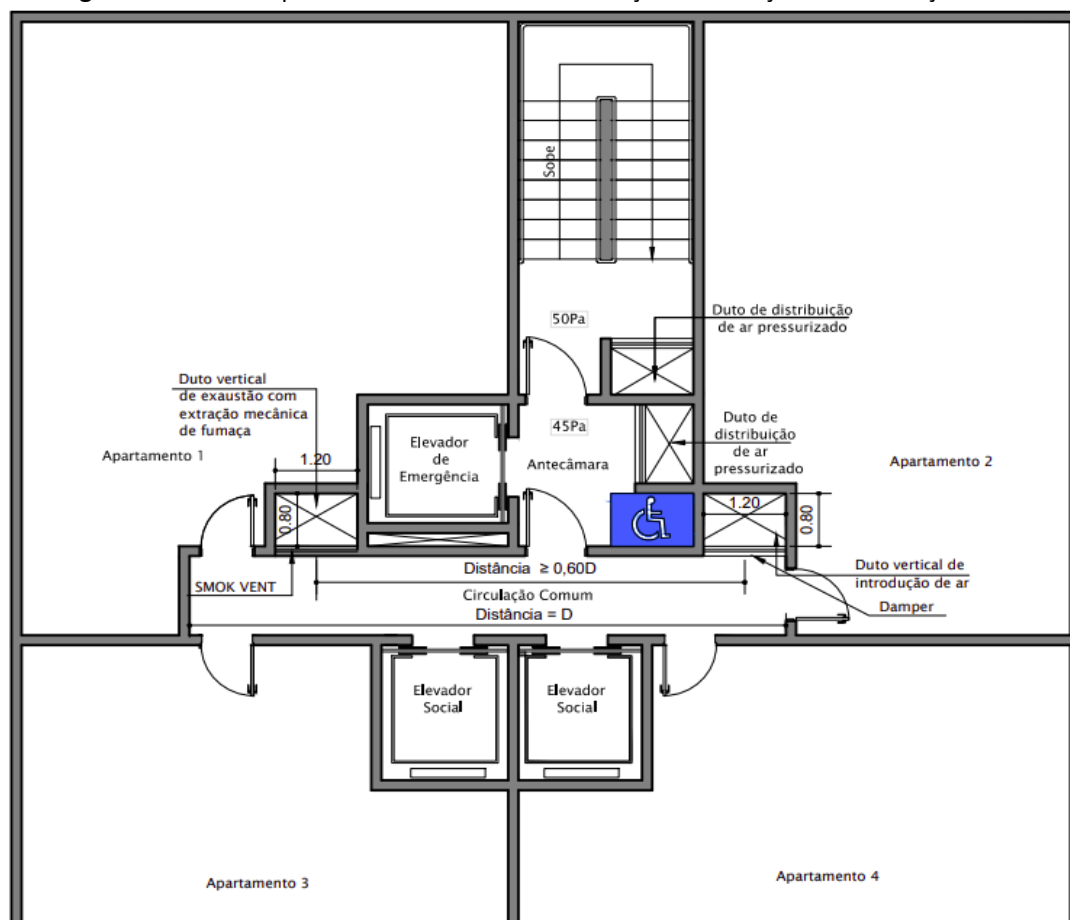 Sobe
50Pa
Duto de distribuição
de ar pressurizado
Duto vertical
de exaustão com
extração mecânica
de fumaça
Apartamento 1
1.20
0.80
Elevador
de
Emergência
45Pa
Antecâmara
Duto de
distribuição
de ar
pressurizado
Apartamento 2
1.20
0.80
SMOK VENT
Distância ≥ 0,60D
Circulação Comum
Distância = D
Duto vertical de
introdução de ar
Damper
Elevador
Social
Elevador
Social
Apartamento 3
Apartamento 4